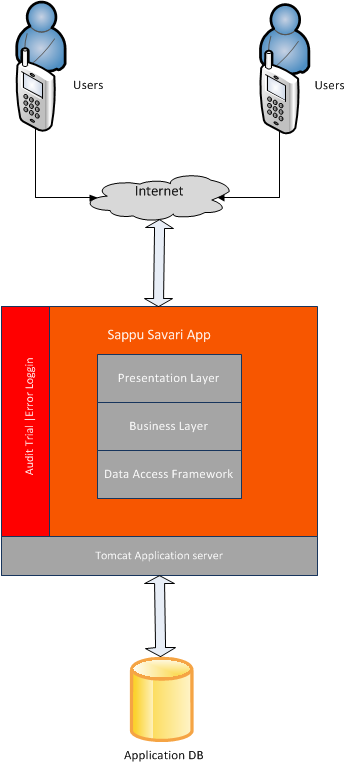 Users
Users
Internet
Sappu Savari App
Audit Trial |Error Loggin
Presentation Layer
Business Layer
Data Access Framework
Tomcat Application server
Application DB